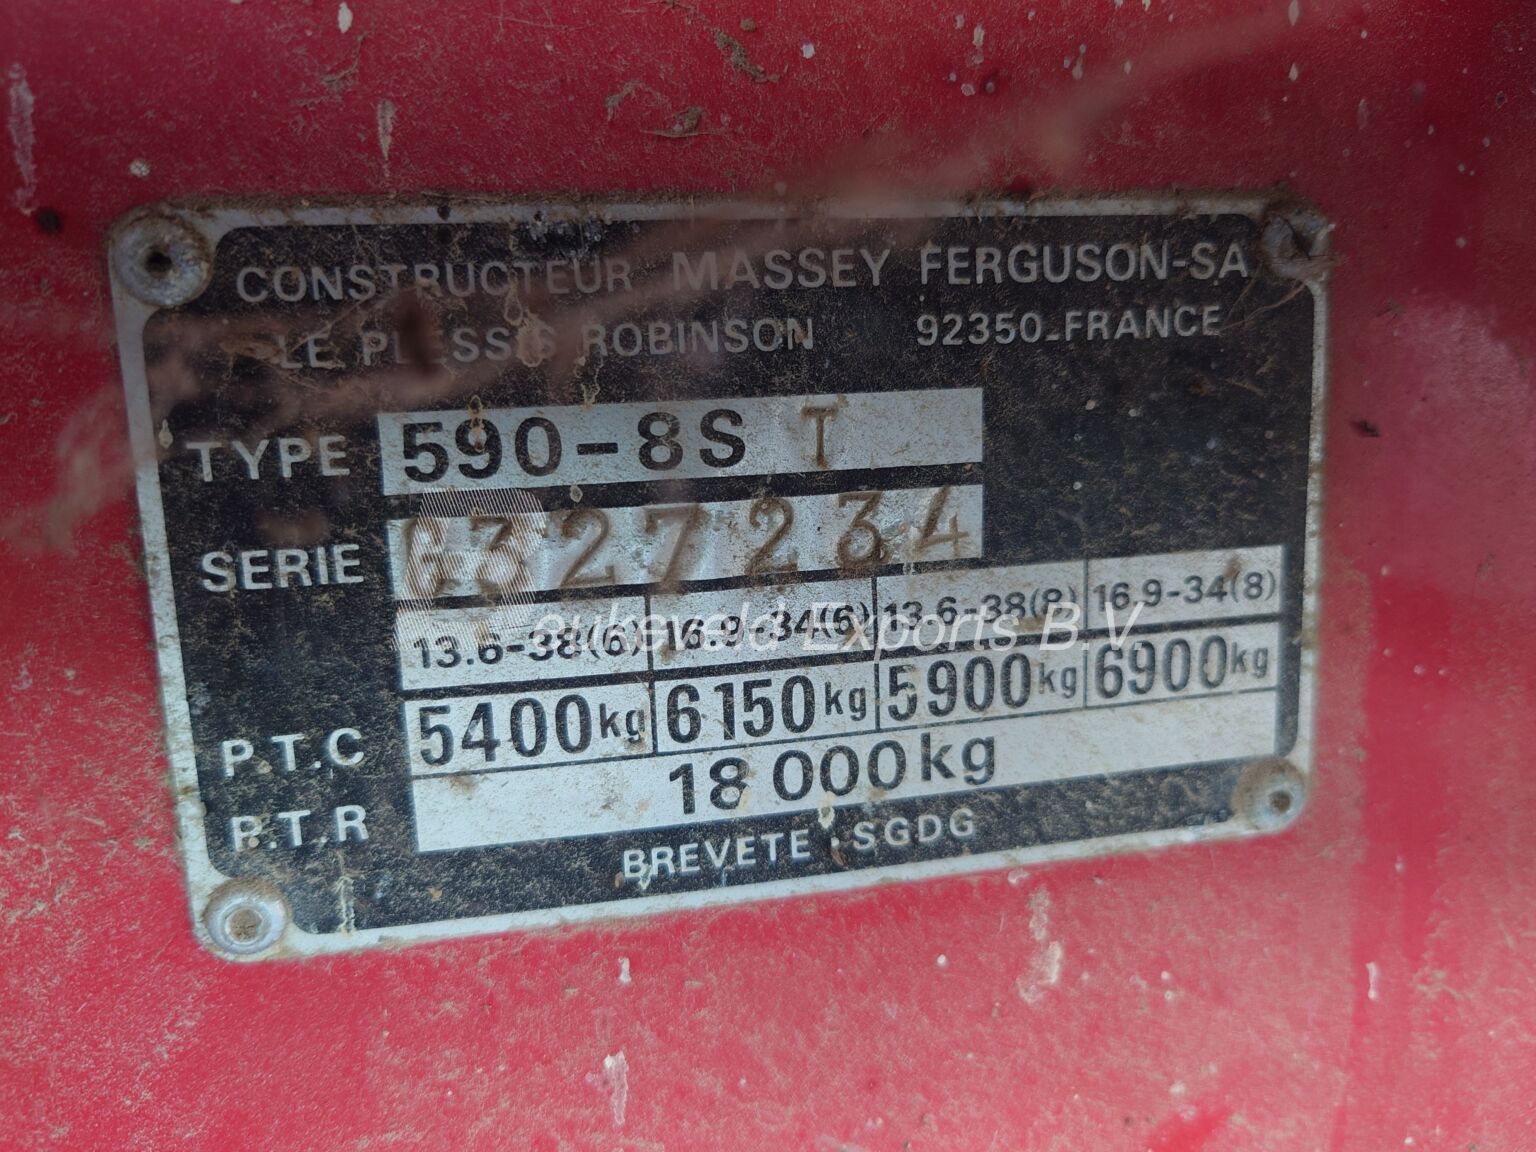 CONSTRUCTEUR MASSEY FERGUSON-SA
LE PLESSIS ROBINSON 92350-FRANCE
TYPE 590-8S T
SERIE 327234
13.6-38(6) 16.9-34(6) 13.6-38(8) 16.9-34(8)
P.T.C 5400kg 6150kg 5900kg 6900kg
P.T.R 18 000kg
BREVETE . SGDG
Exports B.V.